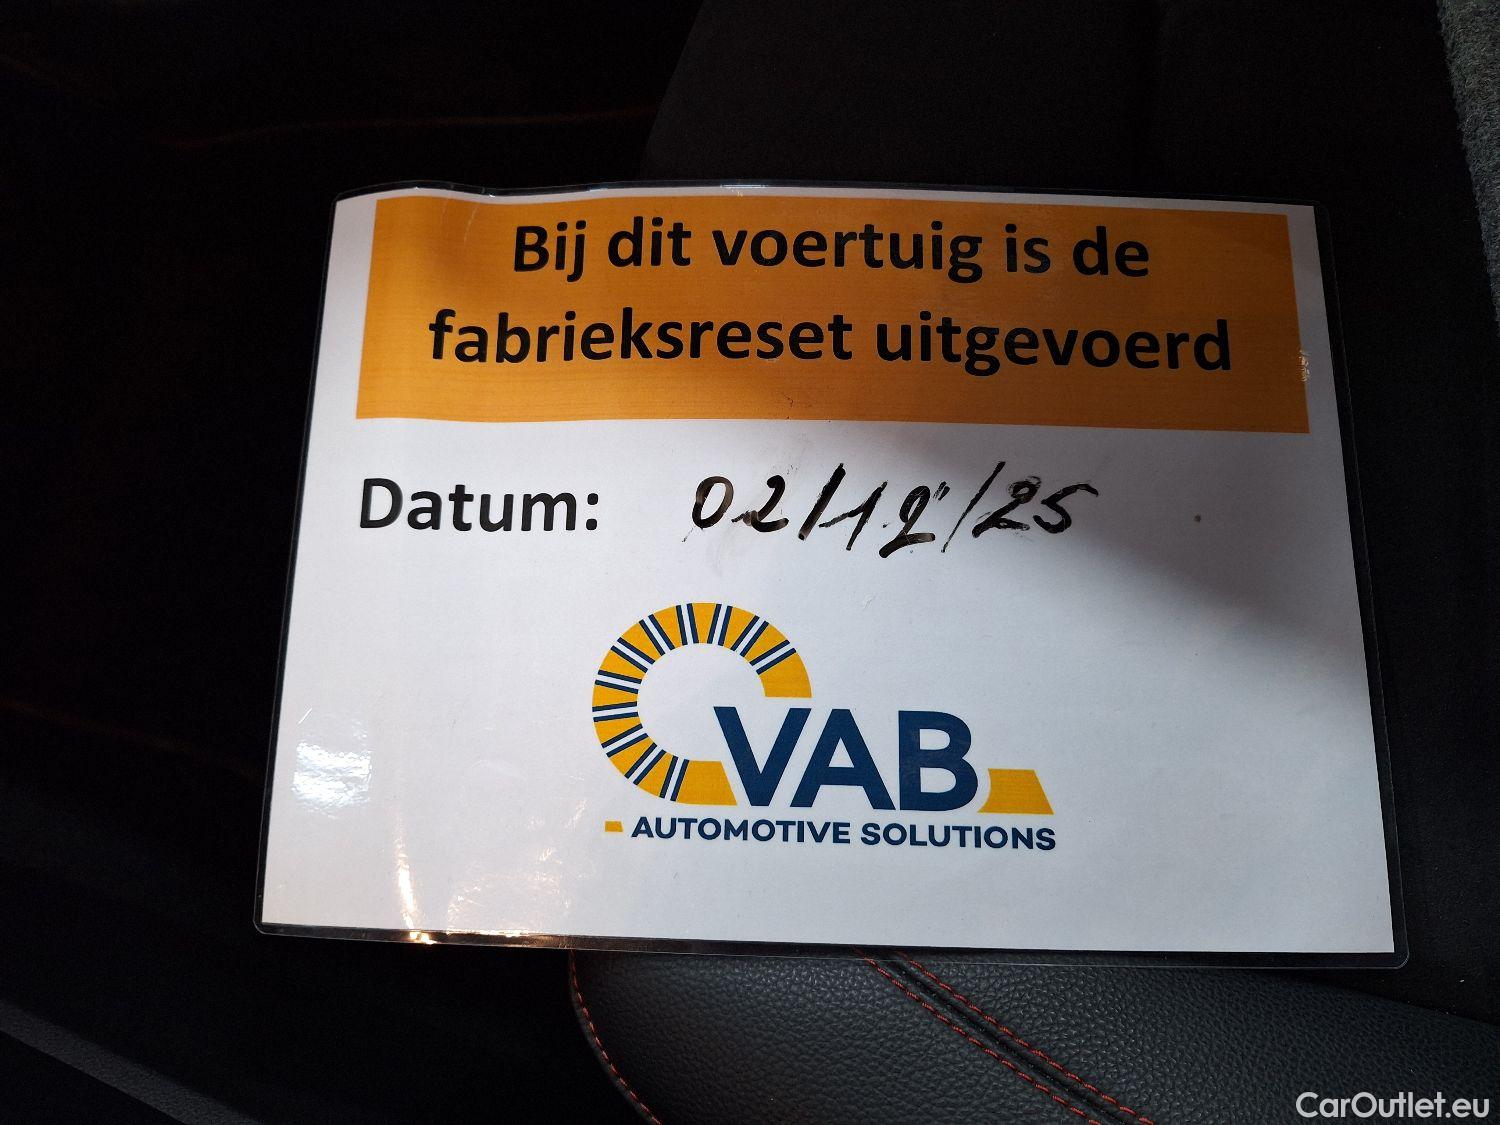 Bij dit voertuig is de
fabrieksreset uitgevoerd
Datum: 02/12/25
VAB
AUTOMOTIVE SOLUTIONS
CarOutlet.eu